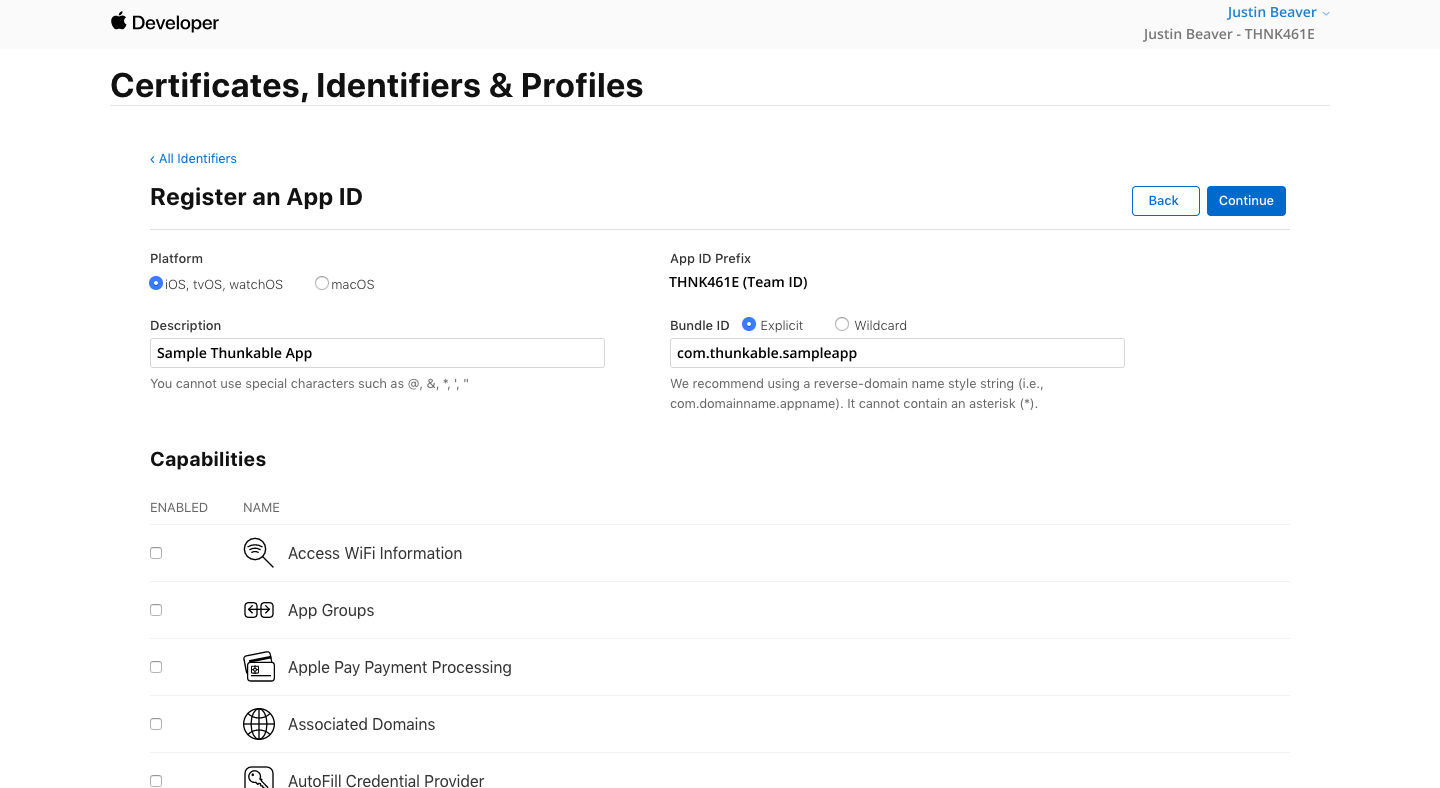 Developer
Justin Beaver
Justin Beaver - THNK461E
Certificates, Identifiers & Profiles
‹ All Identifiers
Register an App ID
Back
Continue
Platform
iOS, tvOS, watchOS
macOS
App ID Prefix
THNK461E (Team ID)
Description
Sample Thunkable App
You cannot use special characters such as @, &, *, ', "
Bundle ID
Explicit
Wildcard
com.thunkable.sampleapp
We recommend using a reverse-domain name style string (i.e.,
com.domainname.appname). It cannot contain an asterisk (*).
Capabilities
ENABLED
NAME
Access WiFi Information
App Groups
Apple Pay Payment Processing
Associated Domains
AutoFill Credential Provider